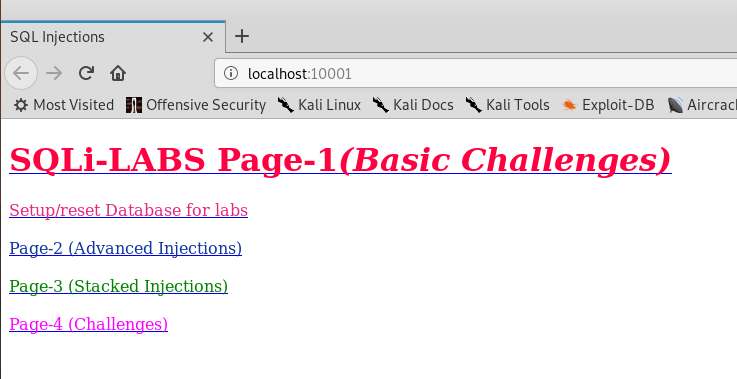 SQL Injections
localhost:10001
Most Visited Offensive Security Kali Linux Kali Docs Kali Tools Exploit-DB Aircrack
SQLi-LABS Page-1(Basic Challenges)
Setup/reset Database for labs
Page-2 (Advanced Injections)
Page-3 (Stacked Injections)
Page-4 (Challenges)